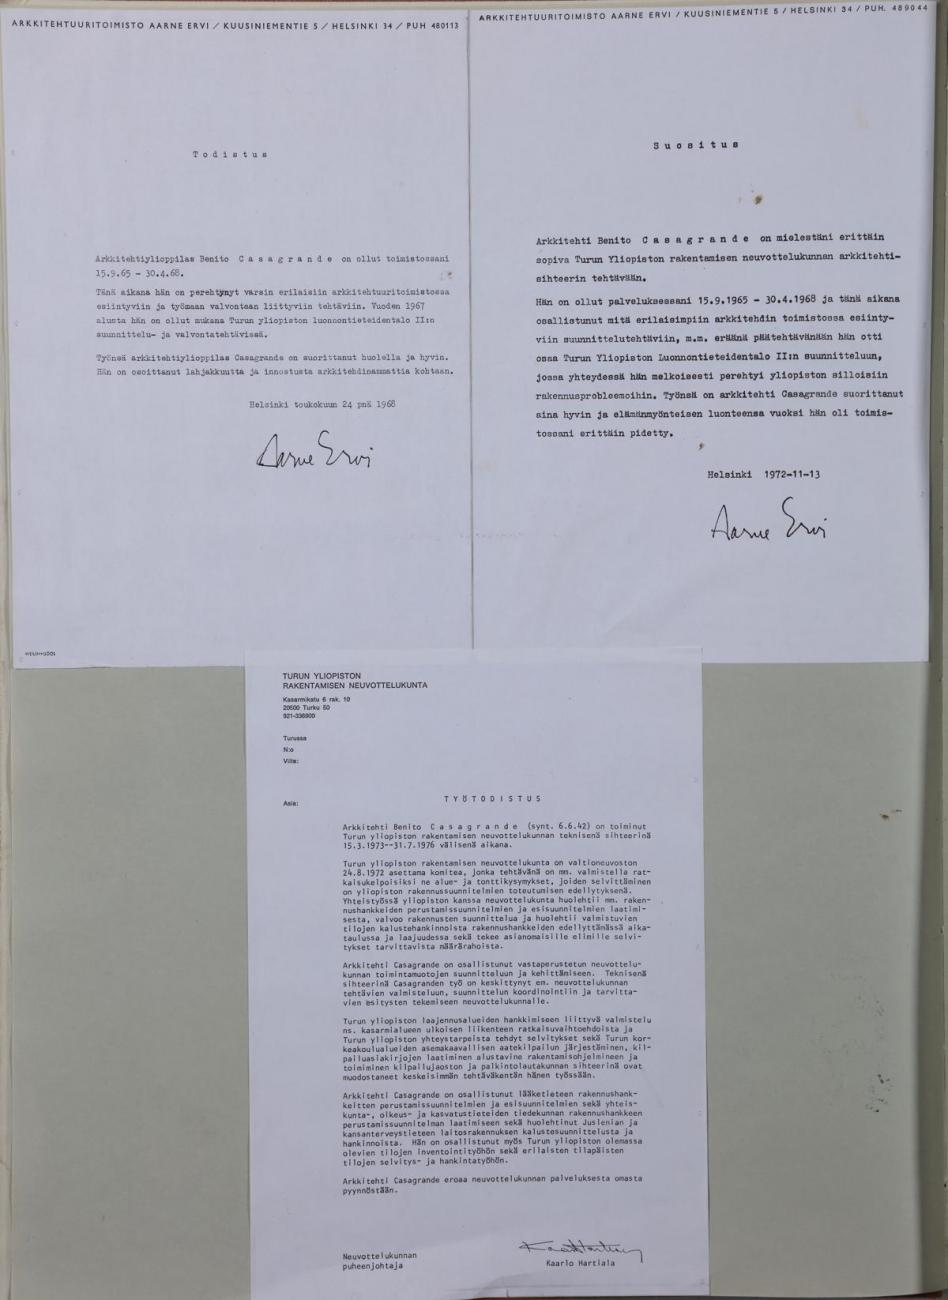 ARKKITEHTUURITOIMISTO AARNE ERVI / KUUSINIEMENTIE 5 / HELSINKI 34 / PUH 480113
Todistus
Arkkitehtiylioppilas Benito Casagrande on ollut toimistossani
15.9.65 - 30.4.68.
Tänä aikana hän on perehtynyt varsin erilaisiin arkkitehtuuritoimistossa
esiintyviin ja työmaan valvontaan liittyviin tehtäviin. Vuoden 1967
alusta hän on ollut mukana Turun yliopiston luonnontieteidentalo II:n
suunnittelu- ja valvontatehtävissä.
Työnsä arkkitehtiylioppilas Casagrande on suorittanut huolella ja hyvin.
Hän on osoittanut lahjakkuutta ja innostusta arkkitehdinammattia kohtaan.
Helsinki toukokuun 24 pnä 1968
Aarne Ervi
ARKKITEHTUURITOIMISTO AARNE ERVI / KUUSINIEMENTIE 5 / HELSINKI 34 / PUH. 489044
Suositus
Arkkitehti Benito Casagrande on mielestäni erittäin
sopiva Turun Yliopiston rakentamisen neuvottelukunnan arkkitehti-
sihteerin tehtävään.
Hän on ollut palveluksessani 15.9.1965 - 30.4.1968 ja tänä aikana
osallistunut mitä erilaisimpiin arkkitehdin toimistossa esiinty-
viin suunnittelutehtäviin, m.m. eräänä päätehtävänään hän otti
osaa Turun Yliopiston Luonnontieteidentalo II:n suunnitteluun,
jossa yhteydessä hän melkoisesti perehtyi yliopiston silloisiin
rakennusprobleemoihin. Työnsä on arkkitehti Casagrande suorittanut
aina hyvin ja elämänmyönteisen luonteensa vuoksi hän oli toimis-
tossani erittäin pidetty.
Helsinki 1972-11-13
Aarne Ervi
TURUN YLIOPISTON
RAKENTAMISEN NEUVOTTELUKUNTA
Kasarmikatu 6 rak. 10
20500 Turku 50
921-336900
Turussa
N:o
Viite:
Asia:
TYÖTODISTUS
Arkkitehti Benito Casagrande (synt. 6.6.42) on toiminut
Turun yliopiston rakentamisen neuvottelukunnan teknisenä sihteerinä
15.3.1973--31.7.1976 välisenä aikana.
Turun yliopiston rakentamisen neuvottelukunta on valtioneuvoston
24.8.1972 asettama komitea, jonka tehtävänä on mm. valmistella rat-
kaisukelpoisiksi ne alue- ja tonttikysymykset, joiden selvittäminen
on yliopiston rakennussuunnitelmien toteutumisen edellytyksenä.
Yhteistyössä yliopiston kanssa neuvottelukunta huolehtii mm. raken-
nushankkeiden perustamissuunnitelmien ja esisuunnitelmien laatimi-
sesta, valvoo rakennusten suunnittelua ja huolehtii valmistuvien
tilojen kalustehankinnoista rakennushankkeiden edellyttämässä aika-
taulussa ja laajuudessa sekä tekee asianomaisille elimille selvi-
tykset tarvittavista määrärahoista.
Arkkitehti Casagrande on osallistunut vastaperustetun neuvottelu-
kunnan toimintamuotojen suunnitteluun ja kehittämiseen. Teknisenä
sihteerinä Casagranden työ on keskittynyt em. neuvottelukunnan
tehtävien valmisteluun, suunnittelun koordinointiin ja tarvitta-
vien esitysten tekemiseen neuvottelukunnalle.
Turun yliopiston laajennusalueiden hankkimiseen liittyvä valmistelu
ns. kasarmialueen ulkoisen liikenteen ratkaisuvaihtoehdoista ja
Turun yliopiston yhteystarpeista tehdyt selvitykset sekä Turun kor-
keakoulualueiden asemakaavallisen aatekilpailun järjestäminen, kil-
pailuasiakirjojen laatiminen alustavine rakentamisohjelmineen ja
toimiminen kilpailujaoston ja palkintolautakunnan sihteerinä ovat
muodostaneet keskeisimmän tehtäväkentän hänen työssään.
Arkkitehti Casagrande on osallistunut lääketieteen rakennushank-
keitten perustamissuunnitelmien ja esisuunnitelmien sekä yhteis-
kunta-, oikeus- ja kasvatustieteiden tiedekunnan rakennushankkeen
perustamissuunnitelman laatimiseen sekä huolehtinut Juslenian ja
kansanterveystieteen laitosrakennuksen kalustesuunnittelusta ja
hankinnoista. Hän on osallistunut myös Turun yliopiston olemassa
olevien tilojen inventointityöhön sekä erilaisten tilapäisten
tilojen selvitys- ja hankintatyöhön.
Arkkitehti Casagrande eroaa neuvottelukunnan palveluksesta omasta
pyynnöstään.
Neuvottelukunnan
puheenjohtaja
Kaarlo Hartiala